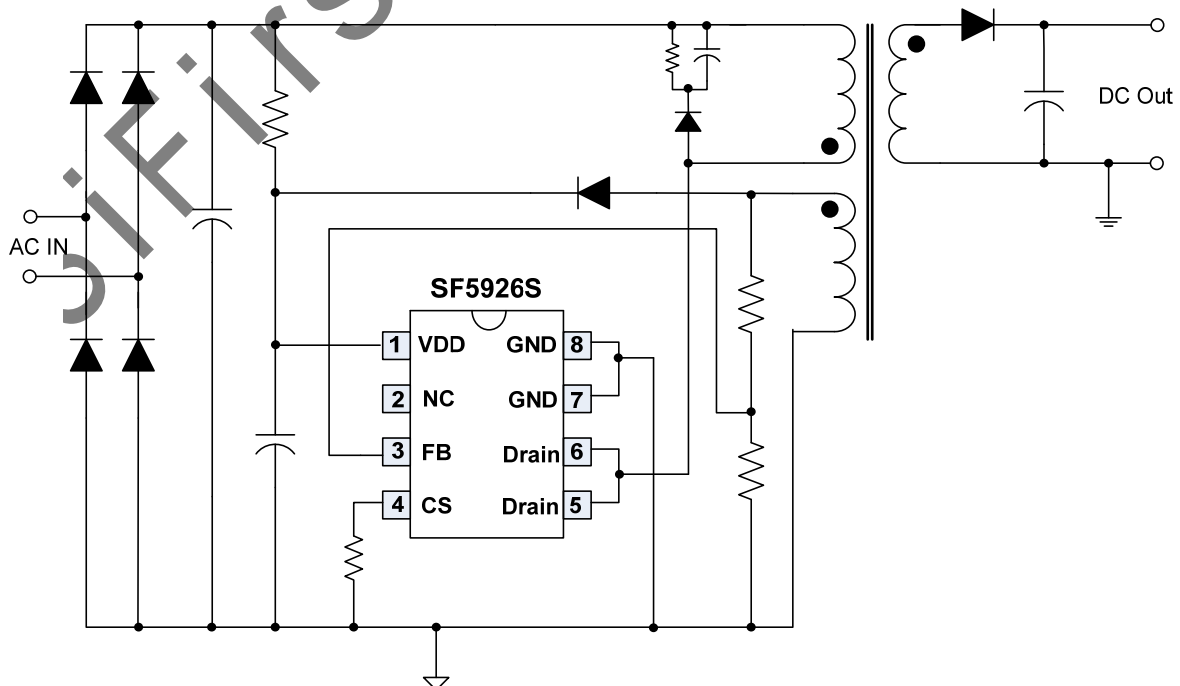 SiFirs
DC Out
AC IN
SF5926S
1 VDD GND 8
2 NC GND 7
3 FB Drain 6
4 CS Drain 5